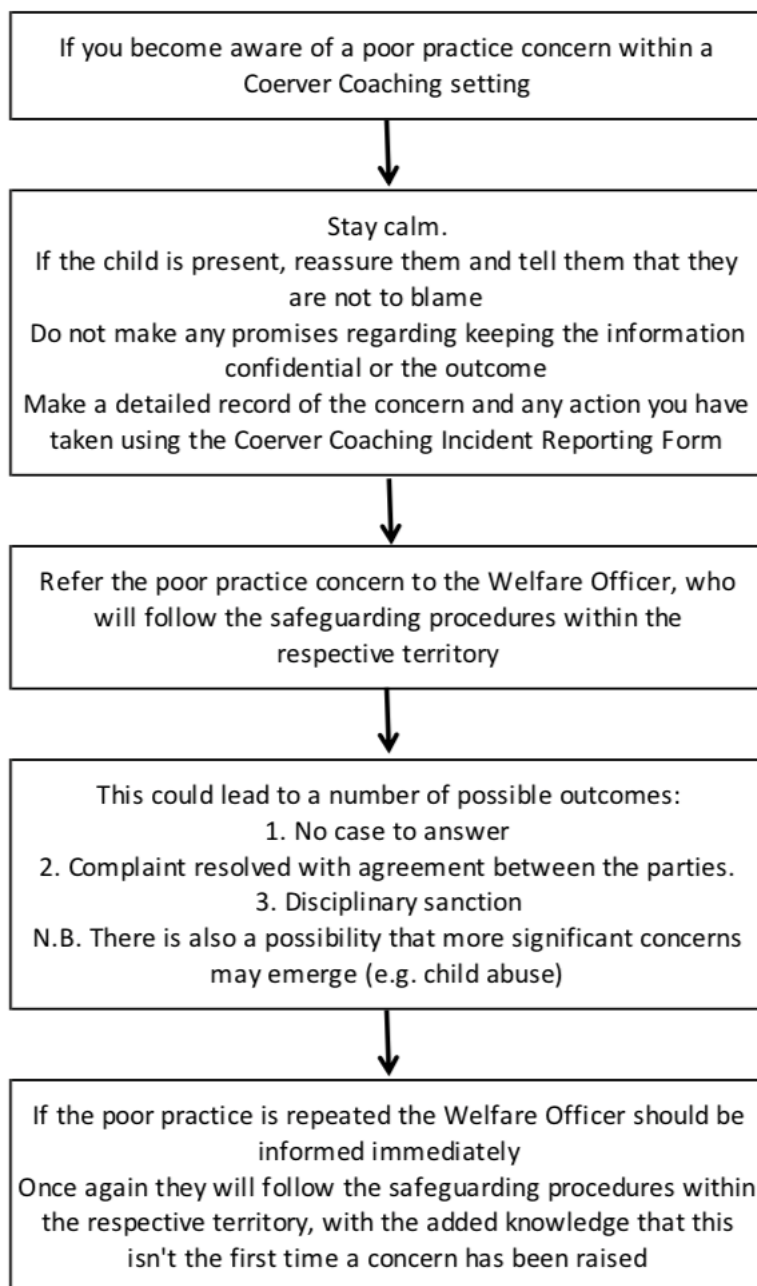 If you become aware of a poor practice concern within a
Coerver Coaching setting
Stay calm.
If the child is present, reassure them and tell them that they
are not to blame
Do not make any promises regarding keeping the information
confidential or the outcome
Make a detailed record of the concern and any action you have
taken using the Coerver Coaching Incident Reporting Form
Refer the poor practice concern to the Welfare Officer, who
will follow the safeguarding procedures within the
respective territory
This could lead to a number of possible outcomes:
1. No case to answer
2. Complaint resolved with agreement between the parties.
3. Disciplinary sanction
N.B. There is also a possibility that more significant concerns
may emerge (e.g. child abuse)
If the poor practice is repeated the Welfare Officer should be
informed immediately
Once again they will follow the safeguarding procedures within
the respective territory, with the added knowledge that this
isn't the first time a concern has been raised